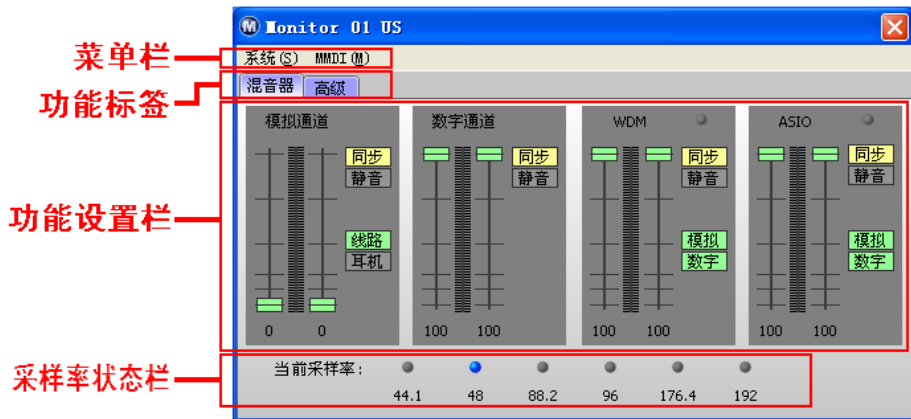 Monitor 01 US
菜单栏
系统(S) MMDI(M)
功能标签
混音器 高级
功能设置栏
模拟通道
同步
静音
线路
耳机
0 0
数字通道
同步
静音
100 100
WDM
同步
静音
模拟
数字
100 100
ASIO
同步
静音
模拟
数字
100 100
采样率状态栏
当前采样率:
44.1 48 88.2 96 176.4 192